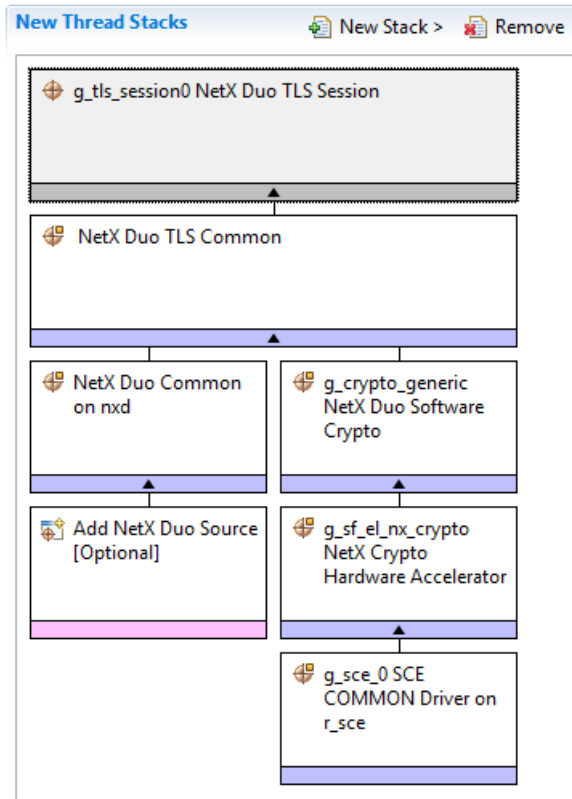 New Thread Stacks
New Stack >
Remove
g_tls_session0 NetX Duo TLS Session
NetX Duo TLS Common
NetX Duo Common
on nxd
g_crypto_generic
NetX Duo Software
Crypto
Add NetX Duo Source
[Optional]
g_sf_el_nx_crypto
NetX Crypto
Hardware Accelerator
g_sce_0 SCE
COMMON Driver on
r_sce